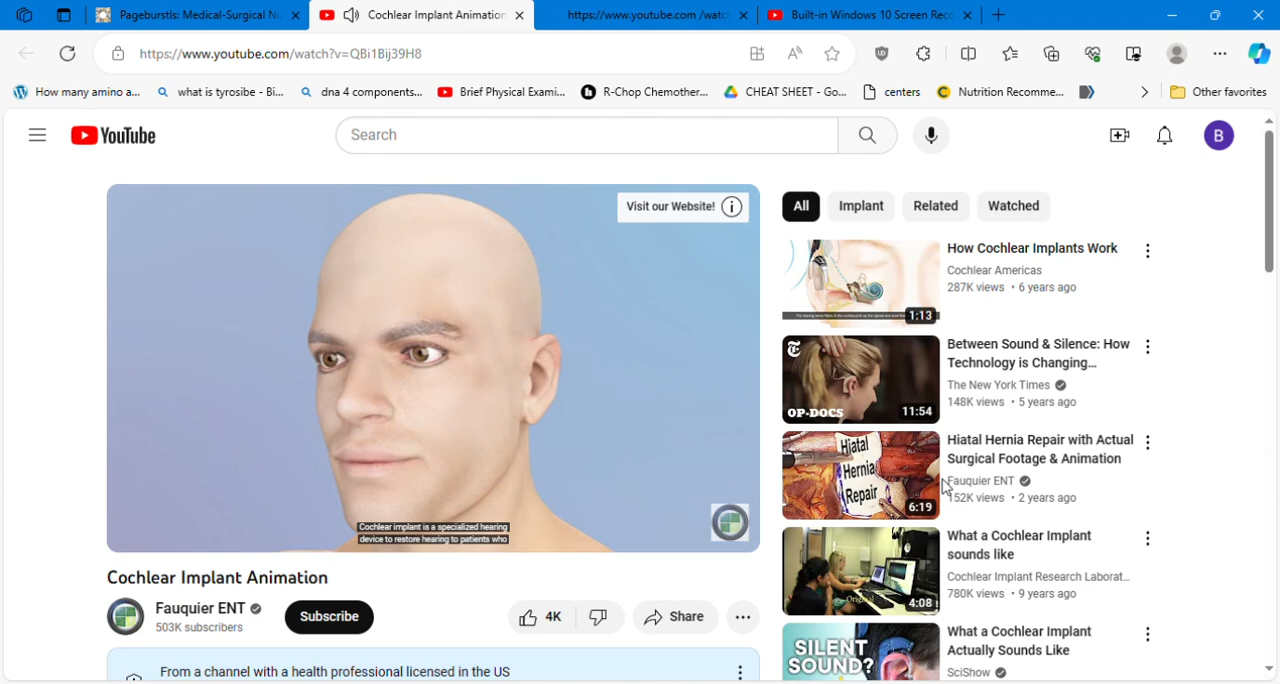 Pageburstls: Medical-Surgical Nu
Cochlear Implant Animation
https://www.youtube.com/watc
Built-in Windows 10 Screen Reco
https://www.youtube.com/watch?v=QBi1Bij39H8
How many amino a...
what is tyrosibe - Bi...
dna 4 components...
Brief Physical Exami...
R-Chop Chemother...
CHEAT SHEET - Go...
centers
Nutrition Recomme...
Other favorites
YouTube
Search
B
Visit our Website!
Cochlear implant is a specialized hearing
device to restore hearing to patients who
Cochlear Implant Animation
Fauquier ENT
503K subscribers
Subscribe
4K
Share
From a channel with a health professional licensed in the US
All
Implant
Related
Watched
1:13
How Cochlear Implants Work
Cochlear Americas
287K views • 6 years ago
OP-DOCS
11:54
Between Sound & Silence: How
Technology is Changing...
The New York Times
148K views • 5 years ago
Hiatal
Hernia
Repair
6:19
Hiatal Hernia Repair with Actual
Surgical Footage & Animation
Fauquier ENT
152K views • 2 years ago
Original
4:08
What a Cochlear Implant
sounds like
Cochlear Implant Research Laborat...
780K views • 9 years ago
SILENT
SOUND?
What a Cochlear Implant
Actually Sounds Like
SciShow